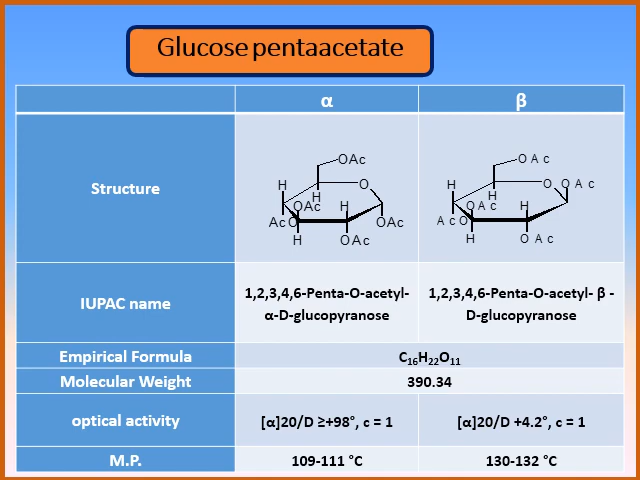 Glucose pentaacetate
α β
Structure
OAc
H O
H
OAc H
AcO OAc
H OAc
O A c
H O O A c
H
O A c H
A c O
H O A c
IUPAC name
1,2,3,4,6-Penta-O-acetyl-
α-D-glucopyranose
1,2,3,4,6-Penta-O-acetyl- β -
D-glucopyranose
Empirical Formula C₁₆H₂₂O₁₁
Molecular Weight 390.34
optical activity [α]20/D ≥+98°, c = 1 [α]20/D +4.2°, c = 1
M.P. 109-111 °C 130-132 °C